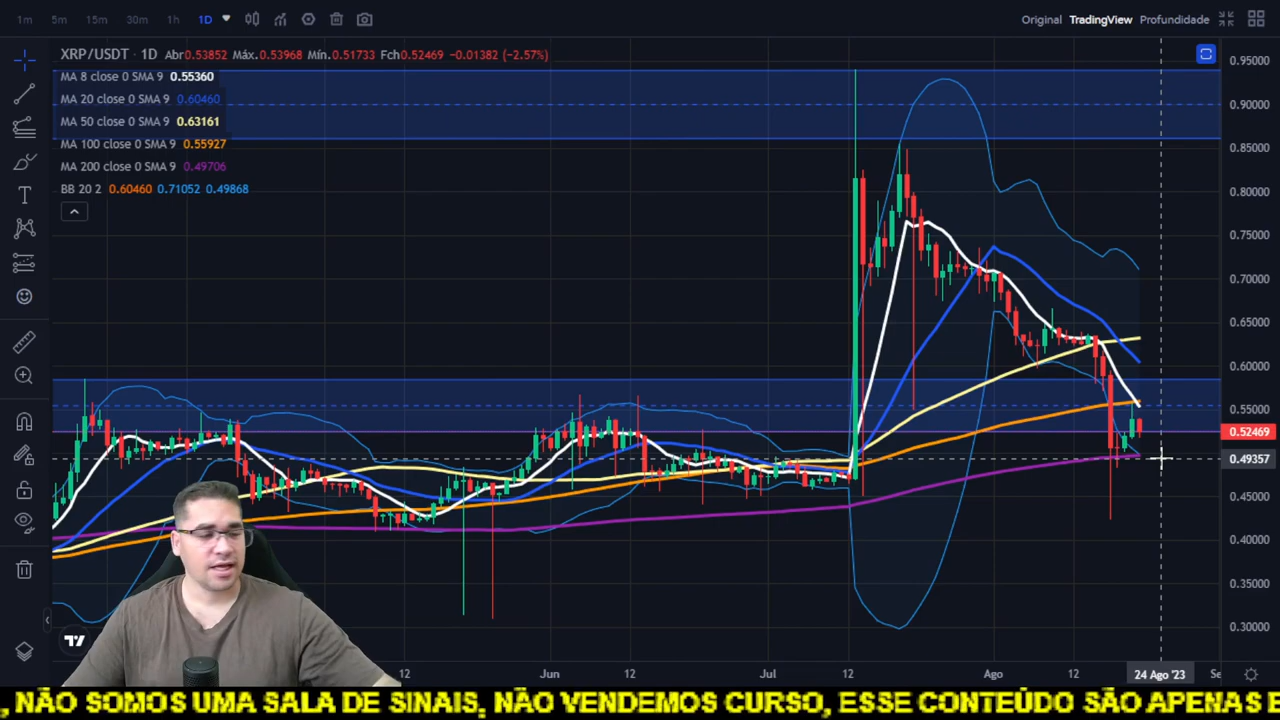 1m 5m 15m 30m 1h 1D
Original TradingView Profundidade
XRP/USDT · 1D Abr0.53852 Máx.0.53968 Mín.0.51733 Fch0.52469 −0.01382 (−2.57%)
MA 8 close 0 SMA 9 0.55360
MA 20 close 0 SMA 9 0.60460
MA 50 close 0 SMA 9 0.63161
MA 100 close 0 SMA 9 0.55927
MA 200 close 0 SMA 9 0.49706
BB 20 2 0.60460 0.71052 0.49868
0.95000
0.90000
0.85000
0.80000
0.75000
0.70000
0.65000
0.60000
0.55000
0.52469
0.49357
0.45000
0.40000
0.35000
0.30000
12 Jun 12 Jul 12 Ago 12 24 Ago '23 Se
, NÃO SOMOS UMA SALA DE SINAIS, NÃO VENDEMOS CURSO, ESSE CONTEÚDO SÃO APENAS E